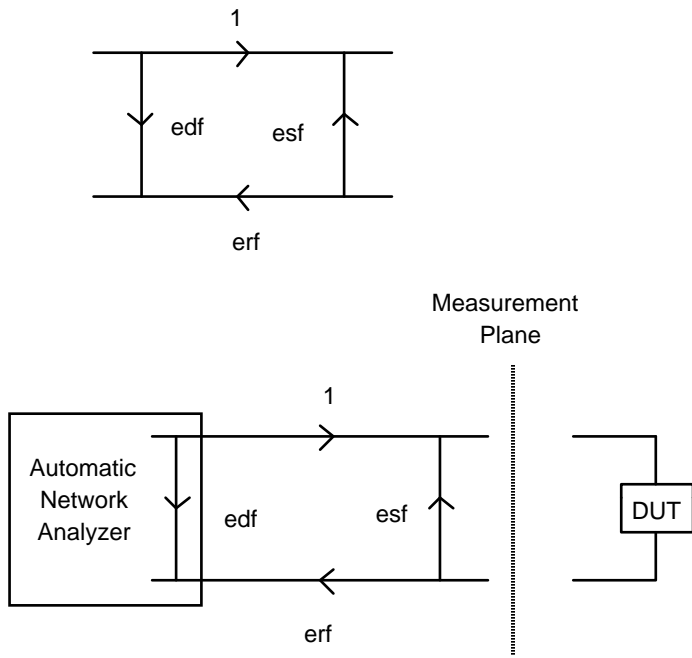 1
edf
esf
erf
Measurement
Plane
1
Automatic
Network
Analyzer
edf
esf
DUT
erf